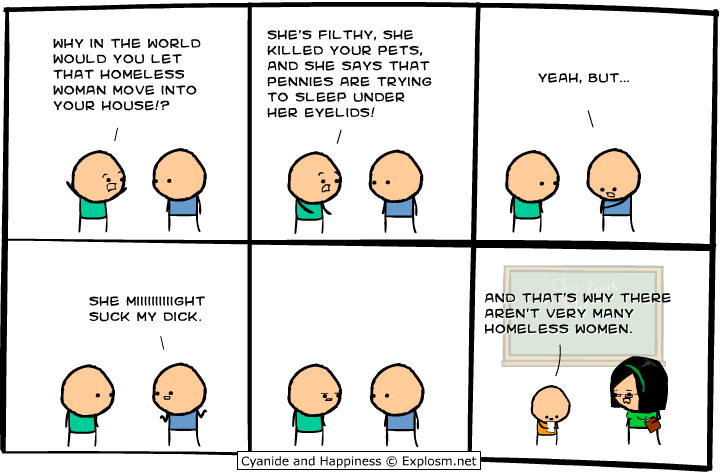 WHY IN THE WORLD
WOULD YOU LET
THAT HOMELESS
WOMAN MOVE INTO
YOUR HOUSE!?
SHE'S FILTHY, SHE
KILLED YOUR PETS,
AND SHE SAYS THAT
PENNIES ARE TRYING
TO SLEEP UNDER
HER EYELIDS!
YEAH, BUT...
SHE MIIIIIIIIIIGHT
SUCK MY DICK.
AND THAT'S WHY THERE
AREN'T VERY MANY
HOMELESS WOMEN.
Cyanide and Happiness © Explosm.net